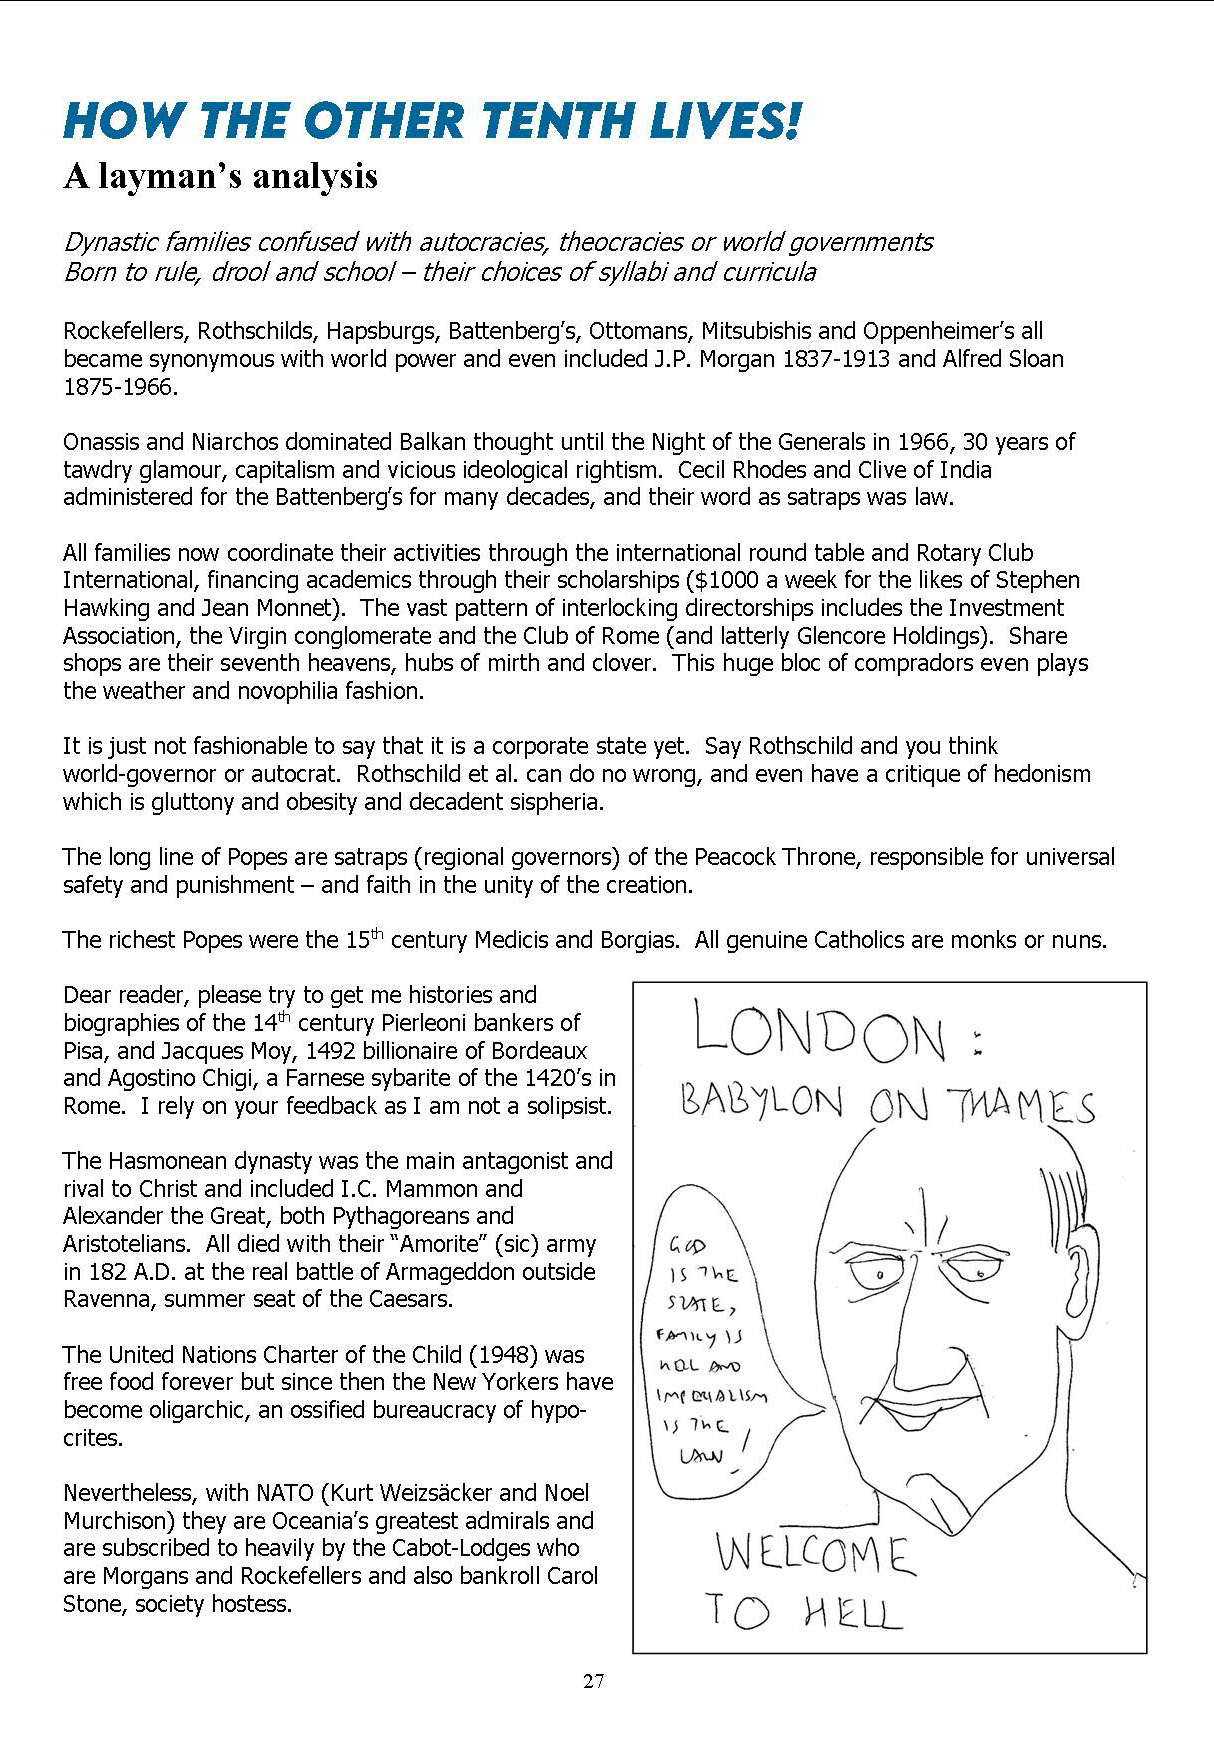 HOW THE OTHER TENTH LIVES!
A layman's analysis
Dynastic families confused with autocracies, theocracies or world governments
Born to rule, drool and school – their choices of syllabi and curricula
Rockefellers, Rothschilds, Hapsburgs, Battenberg's, Ottomans, Mitsubishis and Oppenheimer's all
became synonymous with world power and even included J.P. Morgan 1837-1913 and Alfred Sloan
1875-1966.
Onassis and Niarchos dominated Balkan thought until the Night of the Generals in 1966, 30 years of
tawdry glamour, capitalism and vicious ideological rightism.  Cecil Rhodes and Clive of India
administered for the Battenberg's for many decades, and their word as satraps was law.
All families now coordinate their activities through the international round table and Rotary Club
International, financing academics through their scholarships ($1000 a week for the likes of Stephen
Hawking and Jean Monnet).  The vast pattern of interlocking directorships includes the Investment
Association, the Virgin conglomerate and the Club of Rome (and latterly Glencore Holdings).  Share
shops are their seventh heavens, hubs of mirth and clover.  This huge bloc of compradors even plays
the weather and novophilia fashion.
It is just not fashionable to say that it is a corporate state yet.  Say Rothschild and you think
world-governor or autocrat.  Rothschild et al. can do no wrong, and even have a critique of hedonism
which is gluttony and obesity and decadent sispheria.
The long line of Popes are satraps (regional governors) of the Peacock Throne, responsible for universal
safety and punishment – and faith in the unity of the creation.
The richest Popes were the 15th century Medicis and Borgias.  All genuine Catholics are monks or nuns.
Dear reader, please try to get me histories and
biographies of the 14th century Pierleoni bankers of
Pisa, and Jacques Moy, 1492 billionaire of Bordeaux
and Agostino Chigi, a Farnese sybarite of the 1420's in
Rome.  I rely on your feedback as I am not a solipsist.
The Hasmonean dynasty was the main antagonist and
rival to Christ and included I.C. Mammon and
Alexander the Great, both Pythagoreans and
Aristotelians.  All died with their "Amorite" (sic) army
in 182 A.D. at the real battle of Armageddon outside
Ravenna, summer seat of the Caesars.
The United Nations Charter of the Child (1948) was
free food forever but since then the New Yorkers have
become oligarchic, an ossified bureaucracy of hypo-
crites.
Nevertheless, with NATO (Kurt Weizsäcker and Noel
Murchison) they are Oceania's greatest admirals and
are subscribed to heavily by the Cabot-Lodges who
are Morgans and Rockefellers and also bankroll Carol
Stone, society hostess.
LONDON :
BABYLON ON THAMES
GOD
IS THE
STATE,
FAMILY IS
HELL AND
IMPERIALISM
IS THE
LAW!
WELCOME
TO HELL
27